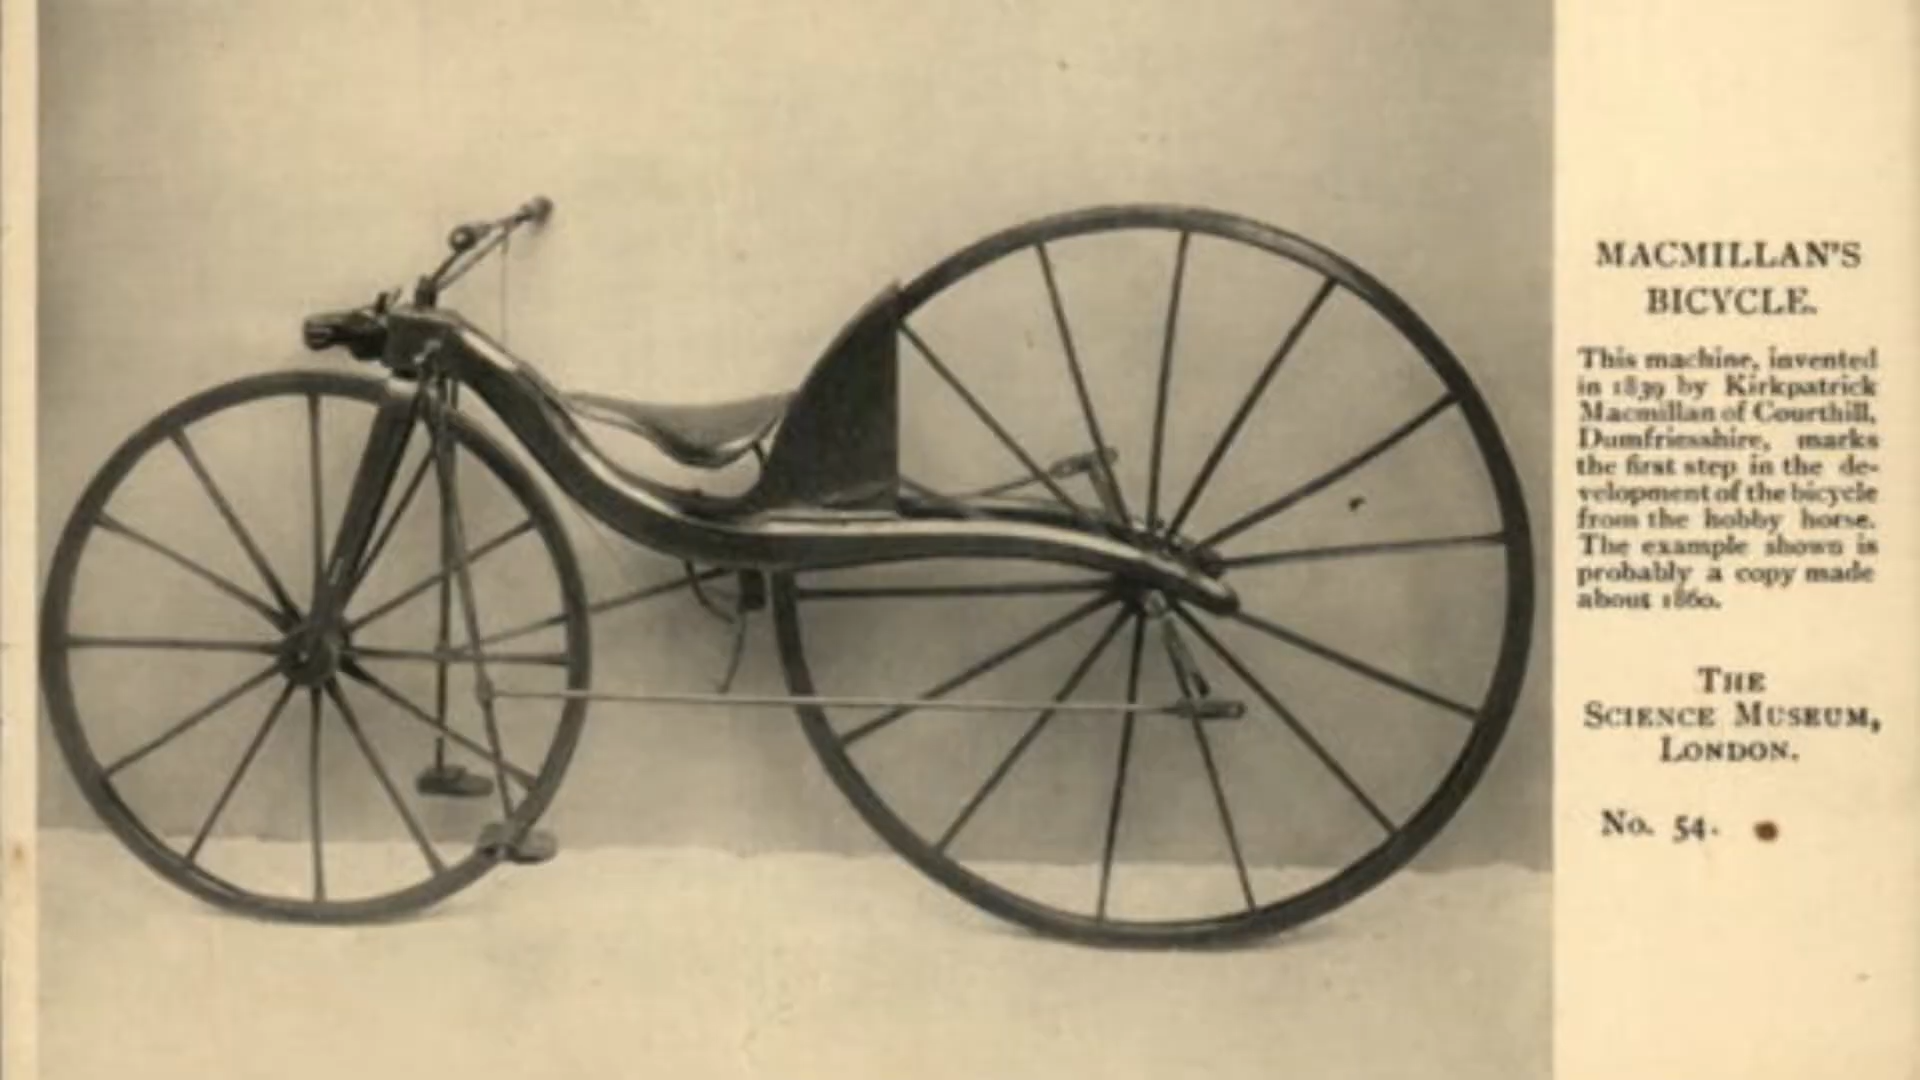 MACMILLAN'S
BICYCLE.
This machine, invented
in 1839 by Kirkpatrick
Macmillan of Courthill,
Dumfriesshire, marks
the first step in the de-
velopment of the bicycle
from the hobby horse.
The example shown is
probably a copy made
about 1860.
THE
SCIENCE MUSEUM,
LONDON.
No. 54.